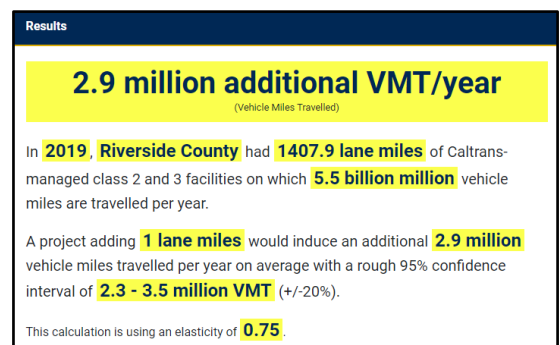 Results
2.9 million additional VMT/year
(Vehicle Miles Travelled)
In 2019, Riverside County had 1407.9 lane miles of Caltrans-
managed class 2 and 3 facilities on which 5.5 billion million vehicle
miles are travelled per year.
A project adding 1 lane miles would induce an additional 2.9 million
vehicle miles travelled per year on average with a rough 95% confidence
interval of 2.3 - 3.5 million VMT (+/-20%).
This calculation is using an elasticity of 0.75.